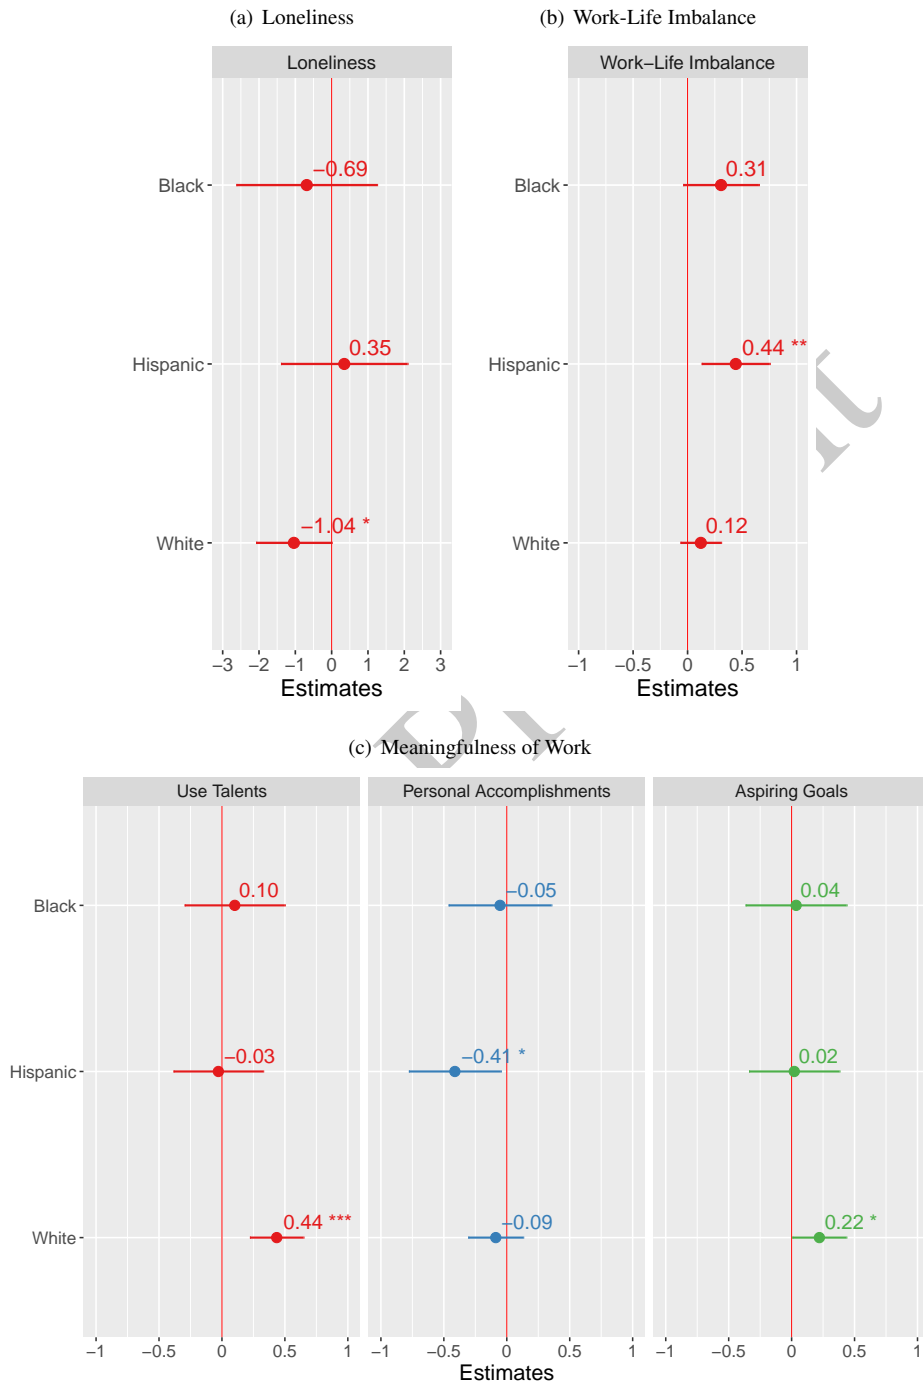 (a) Loneliness
(b) Work-Life Imbalance
Loneliness
Work−Life Imbalance
Black
−0.69
Black
0.31
Hispanic
0.35
Hispanic
0.44 **
White
−1.04 *
White
0.12
−3 −2 −1 0 1 2 3
−1 −0.5 0 0.5 1
Estimates
Estimates
(c) Meaningfulness of Work
Use Talents
Personal Accomplishments
Aspiring Goals
Black
0.10
−0.05
0.04
Hispanic
−0.03
−0.41 *
0.02
White
0.44 ***
−0.09
0.22 *
−1 −0.5 0 0.5 1
−1 −0.5 0 0.5 1
−1 −0.5 0 0.5 1
Estimates